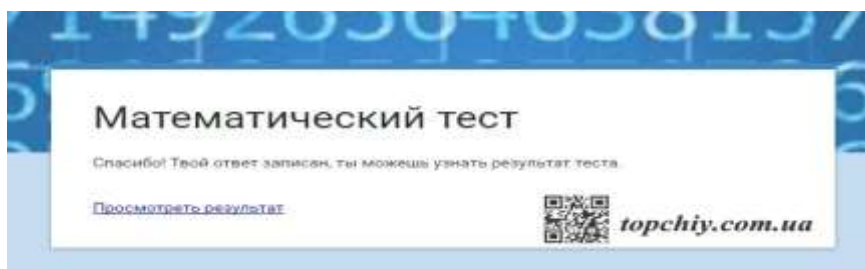 Математический тест
Спасибо! Твой ответ записан, ты можешь узнать результат теста.
Просмотреть результат
topchiy.com.ua